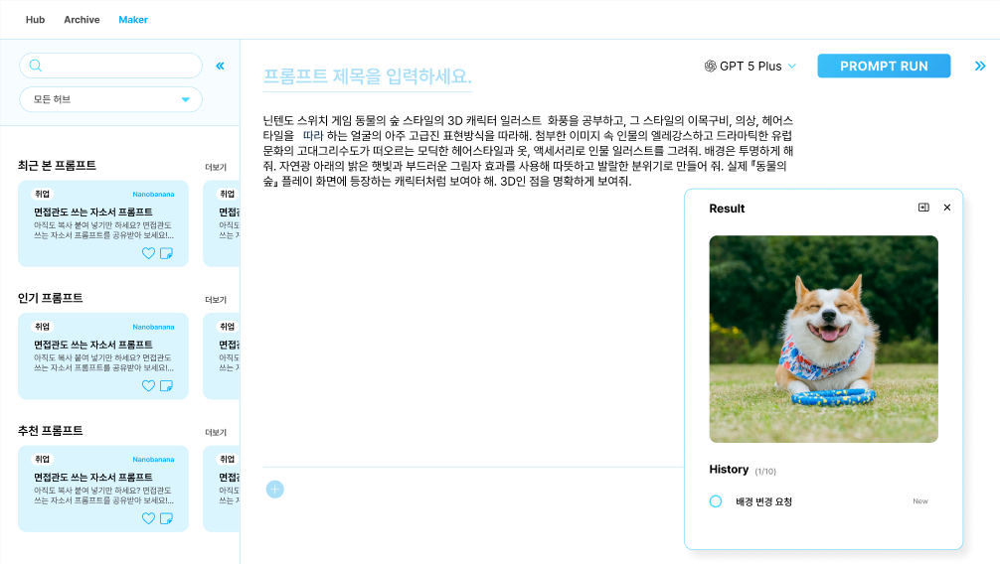 Hub Archive Maker
모든 허브
최근 본 프롬프트 더보기
취업 Nanobanana
면접관도 쓰는 자소서 프롬프트
아직도 복사 붙여 넣기만 하세요? 면접관도
쓰는 자소서 프롬프트를 공유받아 보세요!...
취업
면접
아직도
쓰는 자
인기 프롬프트 더보기
취업 Nanobanana
면접관도 쓰는 자소서 프롬프트
아직도 복사 붙여 넣기만 하세요? 면접관도
쓰는 자소서 프롬프트를 공유받아 보세요!...
취업
면접
아직도
쓰는 자
추천 프롬프트 더보기
취업 Nanobanana
면접관도 쓰는 자소서 프롬프트
아직도 복사 붙여 넣기만 하세요? 면접관도
쓰는 자소서 프롬프트를 공유받아 보세요!...
취업
면접
아직도
쓰는 자
프롬프트 제목을 입력하세요.
GPT 5 Plus
PROMPT RUN
닌텐도 스위치 게임 동물의 숲 스타일의 3D 캐릭터 일러스트 화풍을 공부하고, 그 스타일의 이목구비, 의상, 헤어스
타일을 따라 하는 얼굴의 아주 고급진 표현방식을 따라해. 첨부한 이미지 속 인물의 엘레강스하고 드라마틱한 유럽
문화의 고대그리수도가 떠오르는 모딕한 헤어스타일과 옷, 액세서리로 인물 일러스트를 그려줘. 배경은 투명하게 해
줘. 자연광 아래의 밝은 햇빛과 부드러운 그림자 효과를 사용해 따뜻하고 발랄한 분위기로 만들어 줘. 실제 『동물의
숲』 플레이 화면에 등장하는 캐릭터처럼 보여야 해. 3D인 점을 명확하게 보여줘.
Result
History (1/10)
배경 변경 요청 New